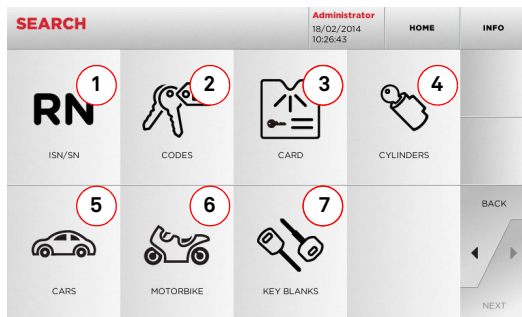 SEARCH
Administrator
18/02/2014
10:26:43
HOME
INFO
1
2
3
4
RN
ISN/SN
CODES
CARD
CYLINDERS
5
6
7
BACK
CARS
MOTORBIKE
KEY BLANKS
NEXT